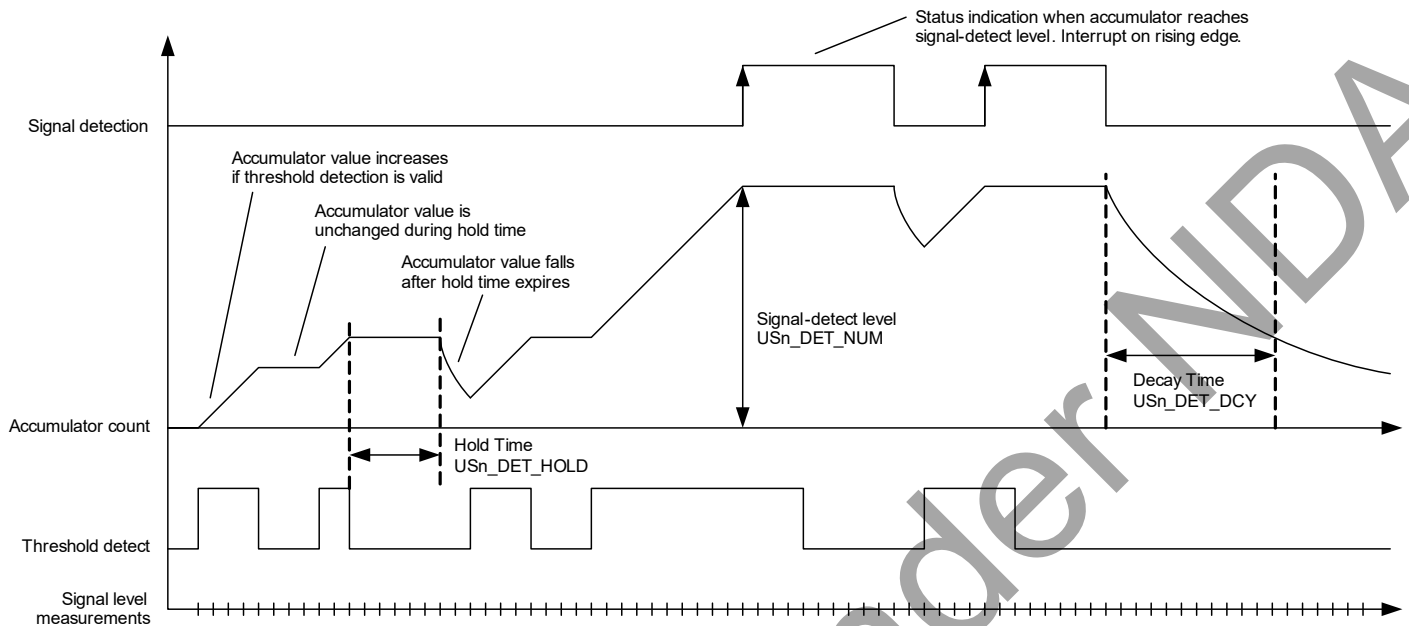 Status indication when accumulator reaches
signal-detect level. Interrupt on rising edge.
Signal detection
Accumulator value increases
if threshold detection is valid
Accumulator value is
unchanged during hold time
Accumulator value falls
after hold time expires
Signal-detect level
USn_DET_NUM
Decay Time
USn_DET_DCY
Accumulator count
Hold Time
USn_DET_HOLD
Threshold detect
Signal level
measurements
nder NDA